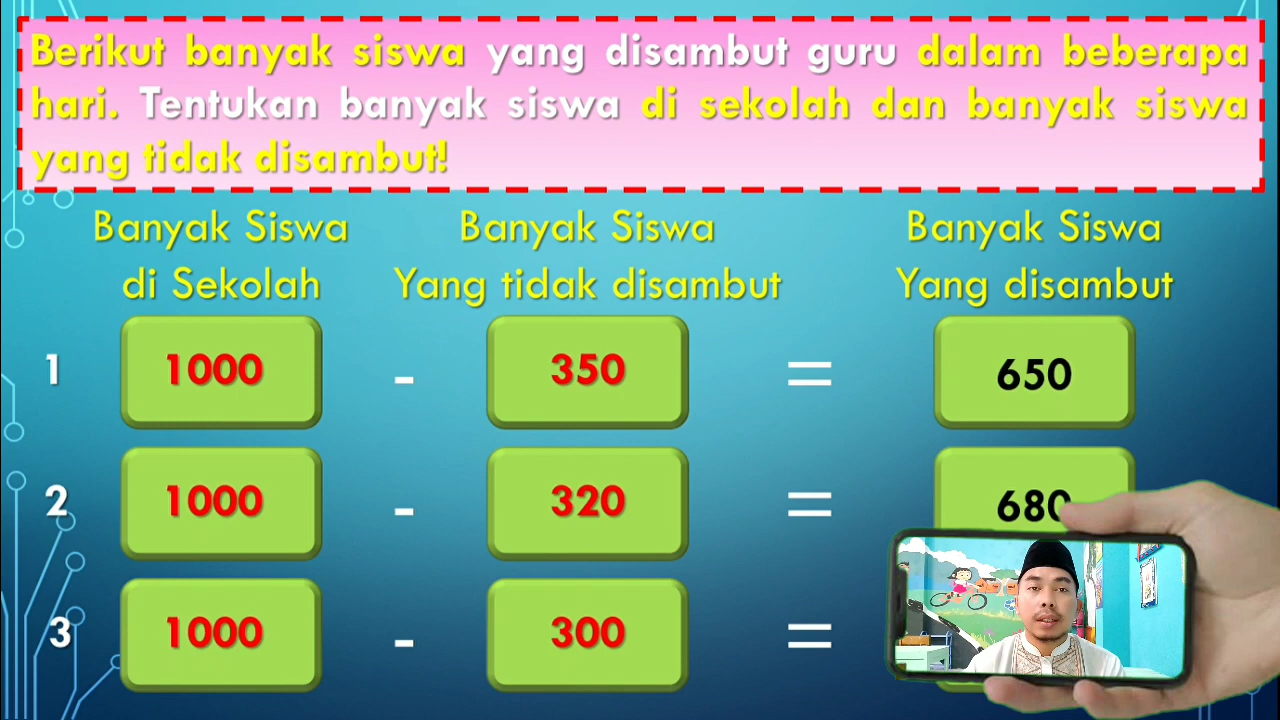 Berikut banyak siswa yang disambut guru dalam beberapa
hari. Tentukan banyak siswa di sekolah dan banyak siswa
yang tidak disambut!
Banyak Siswa
di Sekolah
Banyak Siswa
Yang tidak disambut
Banyak Siswa
Yang disambut
1 1000 - 350 = 650
2 1000 - 320 = 680
3 1000 - 300 =